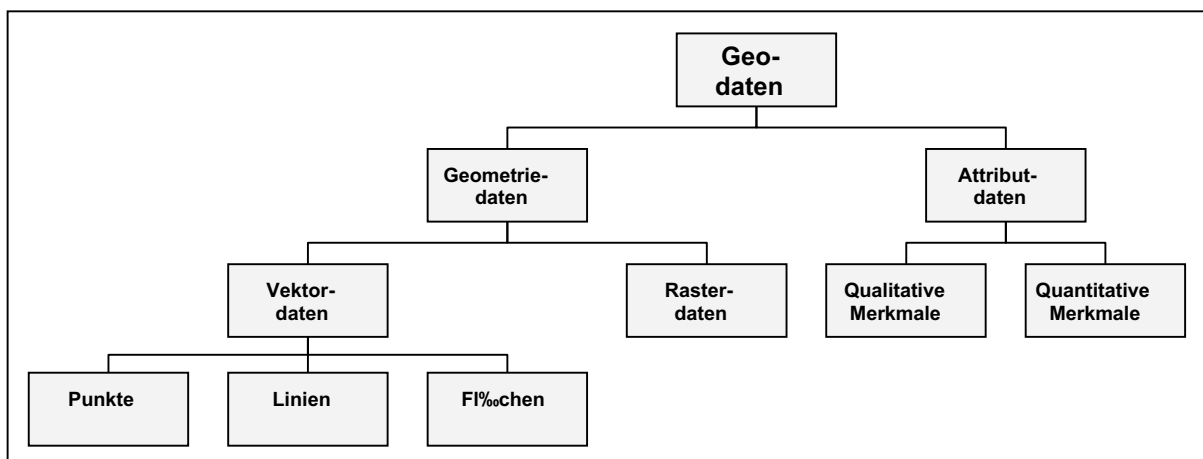 Geo-
daten
Geometrie-
daten
Attribut-
daten
Vektor-
daten
Raster-
daten
Qualitative
Merkmale
Quantitative
Merkmale
Punkte
Linien
Fl‰chen